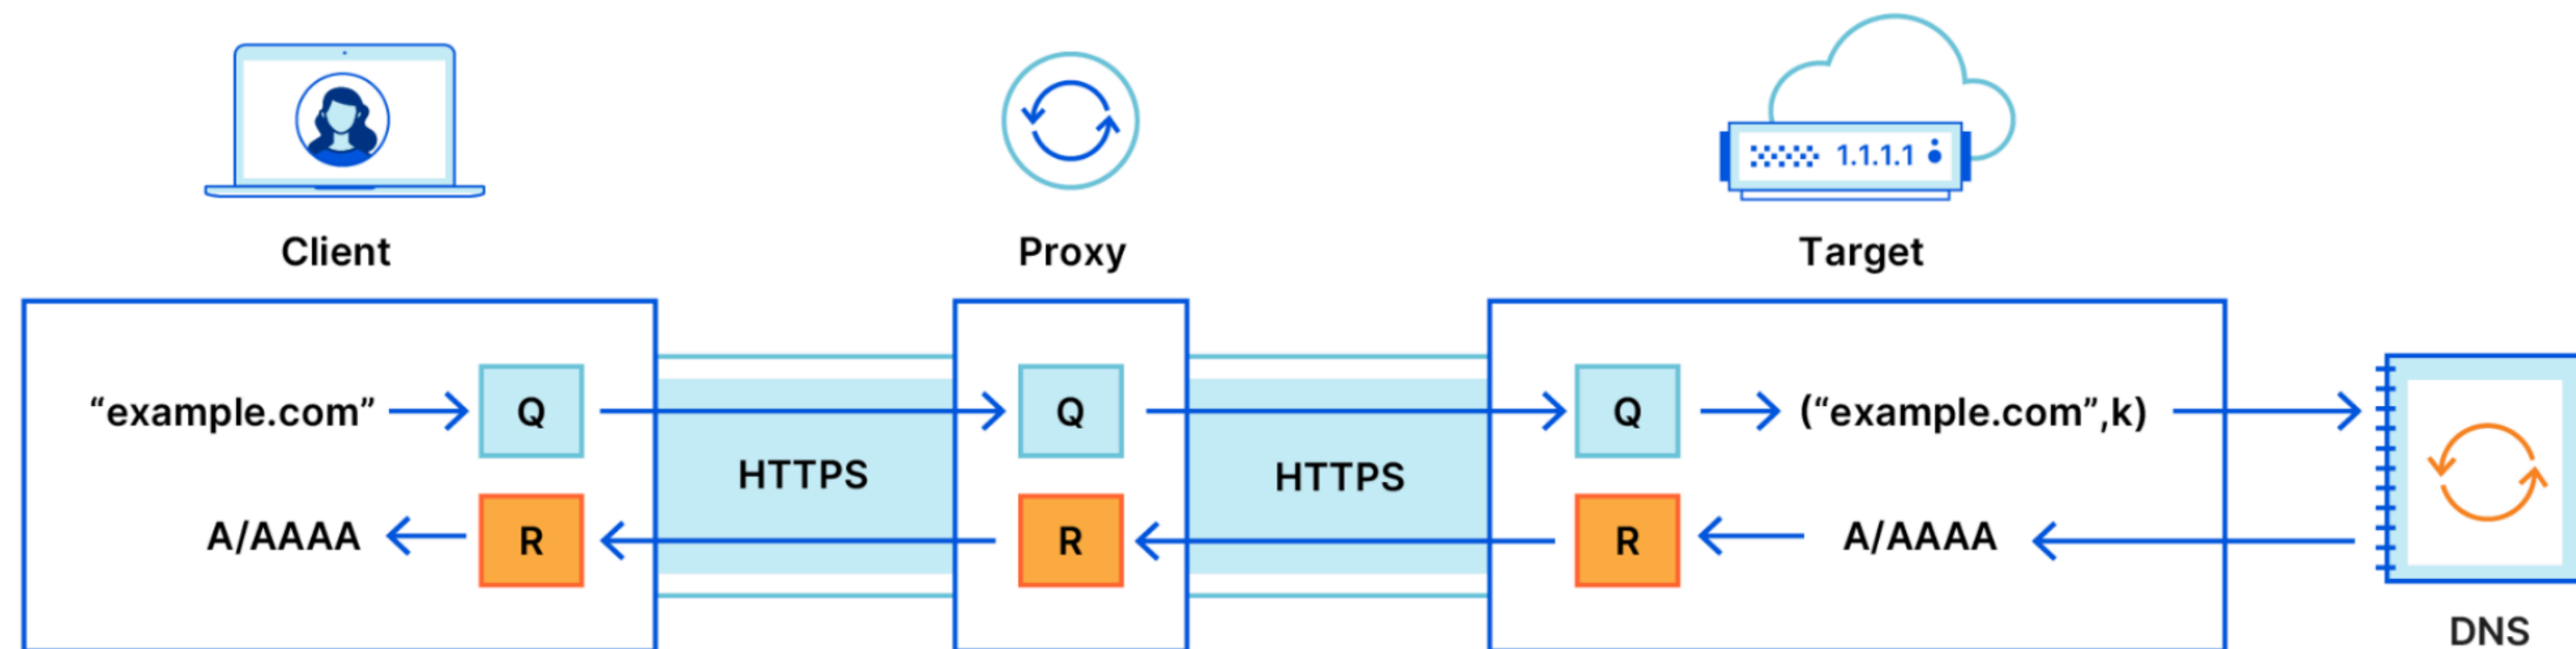 1.1.1.1
Client
Proxy
Target
“example.com”
Q
Q
Q
(“example.com”,k)
HTTPS
HTTPS
A/AAAA
R
R
R
A/AAAA
DNS